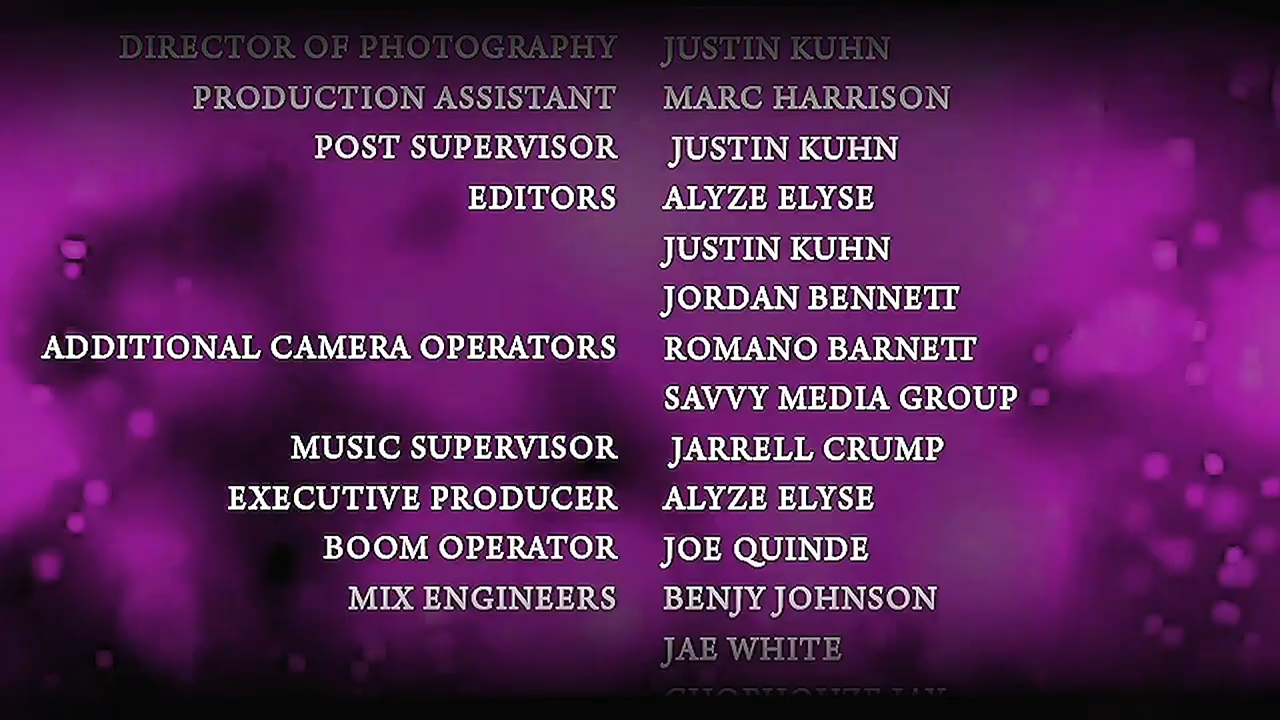 DIRECTOR OF PHOTOGRAPHY JUSTIN KUHN
PRODUCTION ASSISTANT MARC HARRISON
POST SUPERVISOR JUSTIN KUHN
EDITORS ALYZE ELYSE
JUSTIN KUHN
JORDAN BENNETT
ADDITIONAL CAMERA OPERATORS ROMANO BARNETT
SAVVY MEDIA GROUP
MUSIC SUPERVISOR JARRELL CRUMP
EXECUTIVE PRODUCER ALYZE ELYSE
BOOM OPERATOR JOE QUINDE
MIX ENGINEERS BENJY JOHNSON
JAE WHITE